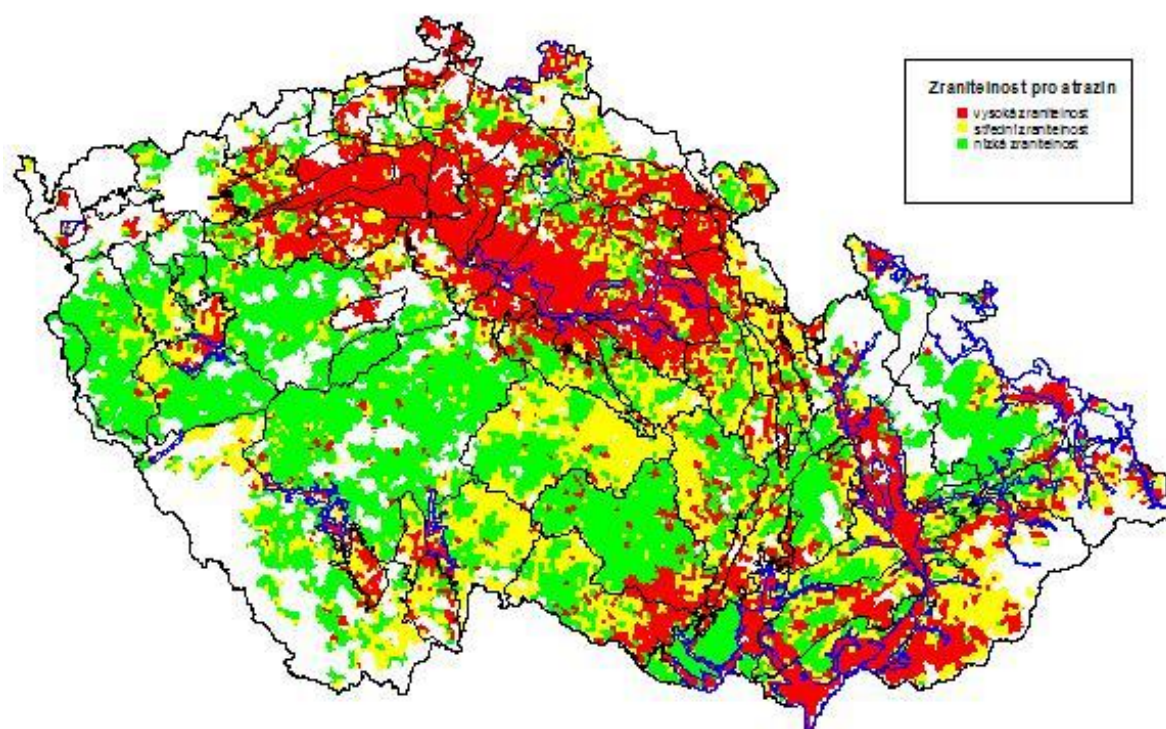 Zranitelnost pro atrazin
vysoká zranitelnost
střední zranitelnost
nízká zranitelnost